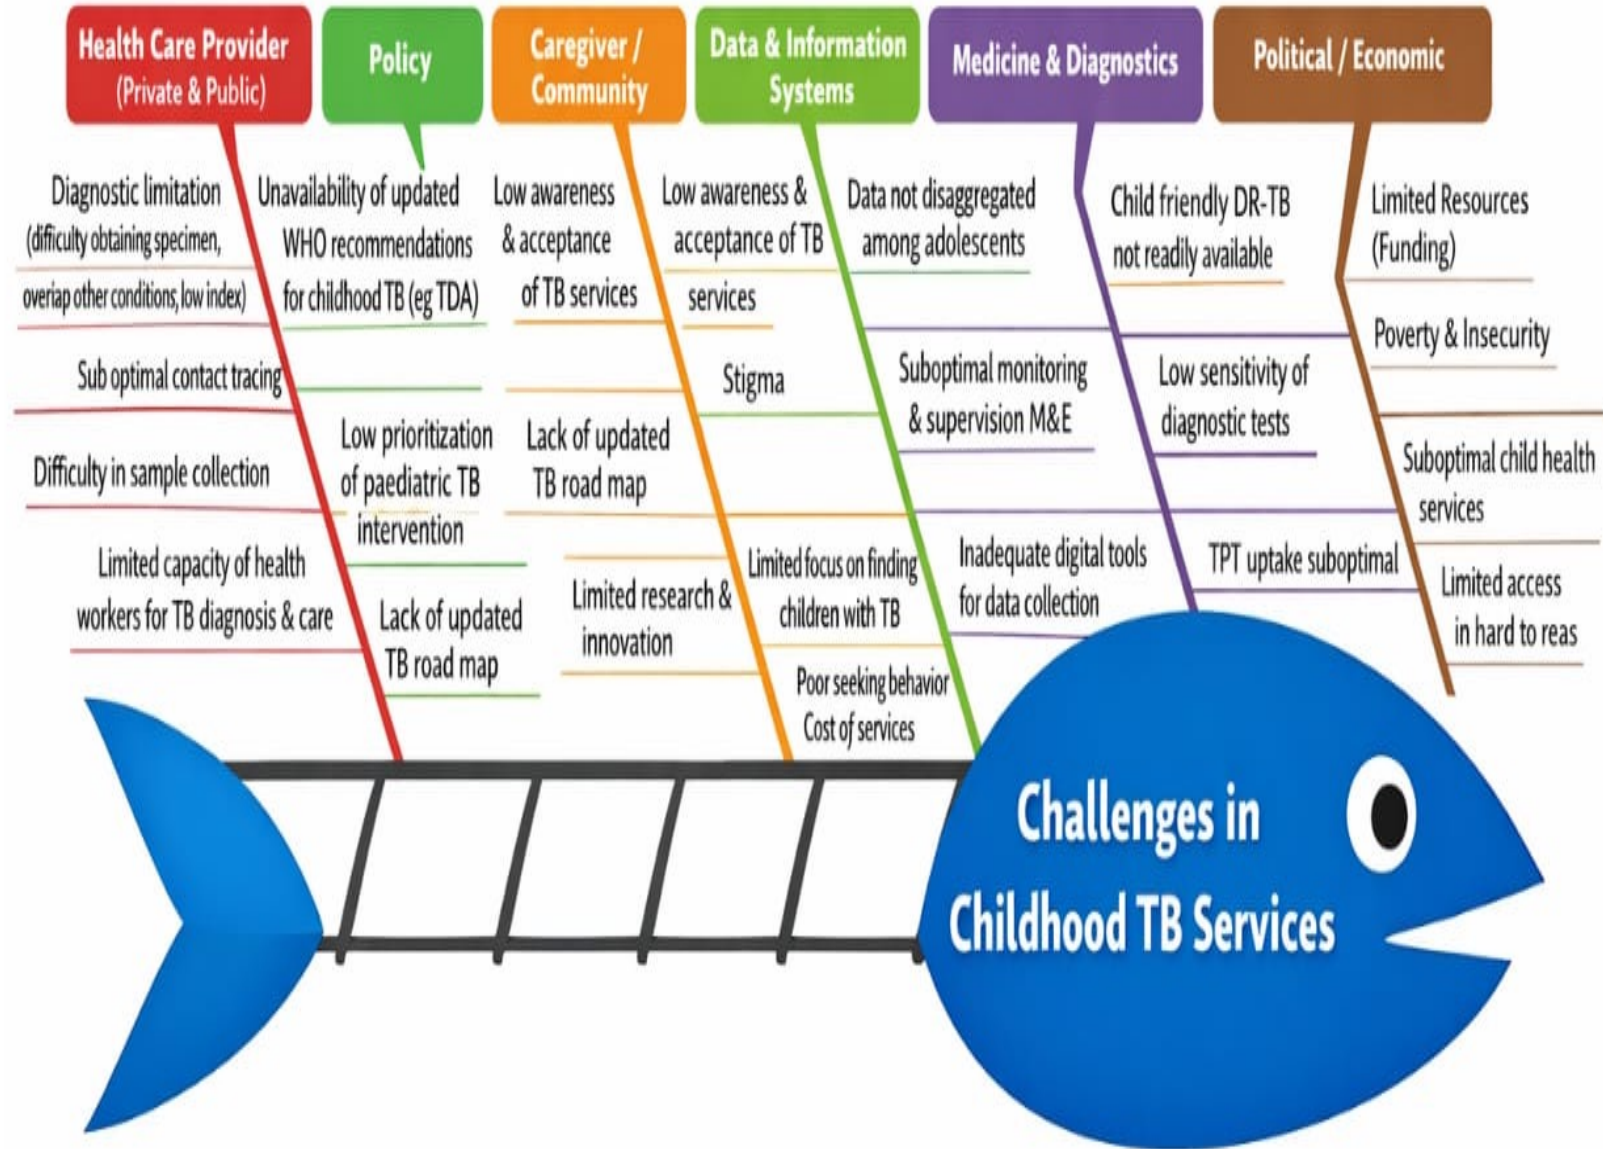 Health Care Provider
(Private & Public)
Policy
Caregiver /
Community
Data & Information
Systems
Medicine & Diagnostics
Political / Economic
Diagnostic limitation
(difficulty obtaining specimen,
overlap other conditions, low index)
Sub optimal contact tracing
Difficulty in sample collection
Limited capacity of health
workers for TB diagnosis & care
Unavailability of updated
WHO recommendations
for childhood TB (eg TDA)
Low prioritization
of paediatric TB
intervention
Lack of updated
TB road map
Low awareness
& acceptance
of TB services
Lack of updated
TB road map
Limited research &
innovation
Low awareness &
acceptance of TB
services
Stigma
Limited focus on finding
children with TB
Poor seeking behavior
Cost of services
Data not disaggregated
among adolescents
Suboptimal monitoring
& supervision M&E
Inadequate digital tools
for data collection
Child friendly DR-TB
not readily available
Low sensitivity of
diagnostic tests
TPT uptake suboptimal
Limited Resources
(Funding)
Poverty & Insecurity
Suboptimal child health
services
Limited access
in hard to reas
Challenges in
Childhood TB Services